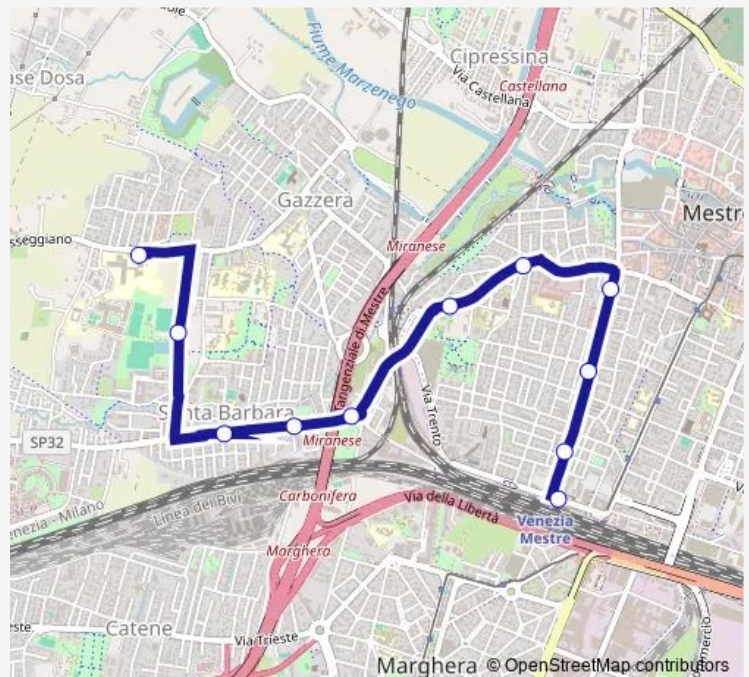 ase Dosa
Fiume Marzenego
Cipressina
Via Castellana
Castellana
Gazzera
Mestr
sseggiano
Miranese
Tangenziale di Mestre
Santa Barbara
SP32
Miranese
Via Trento
enezia - Milano
Linea dei Bivi
Carbonifera
Via della Libertà
Venezia
Mestre
Marghera
Catene
este
Via Trieste
Marghera © OpenStreetMap contributors